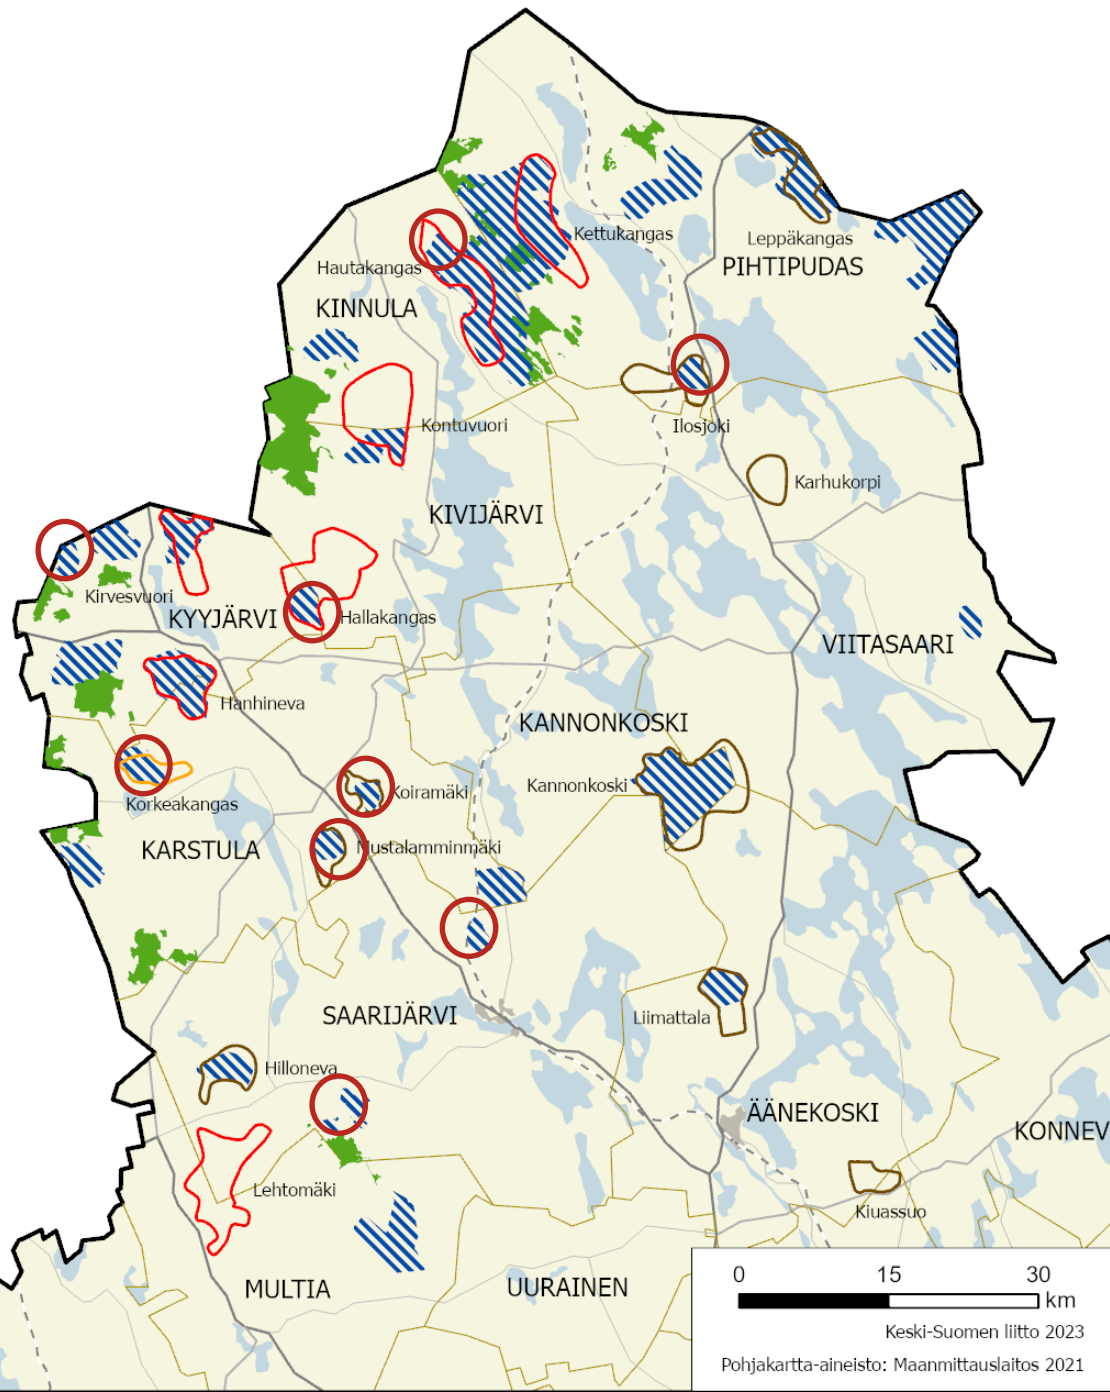 Kettukangas
Leppäkangas
PIHTIPUDAS
Hautakangas
KINNULA
Kontuvuori
Ilosjoki
Karhukorpi
KIVIJÄRVI
Kirvesvuori
KYYJÄRVI
Hallakangas
VIITASAARI
Hanhineva
KANNONKOSKI
Kannonkoski
Koiramäki
Korkeakangas
KARSTULA
Mustalamminmäki
SAARIJÄRVI
Liimattala
Hilloneva
ÄÄNEKOSKI
KONNEV
Lehtomäki
Kiuassuo
MULTIA
UURAINEN
0 15 30
km
Keski-Suomen liitto 2023
Pohjakartta-aineisto: Maanmittauslaitos 2021